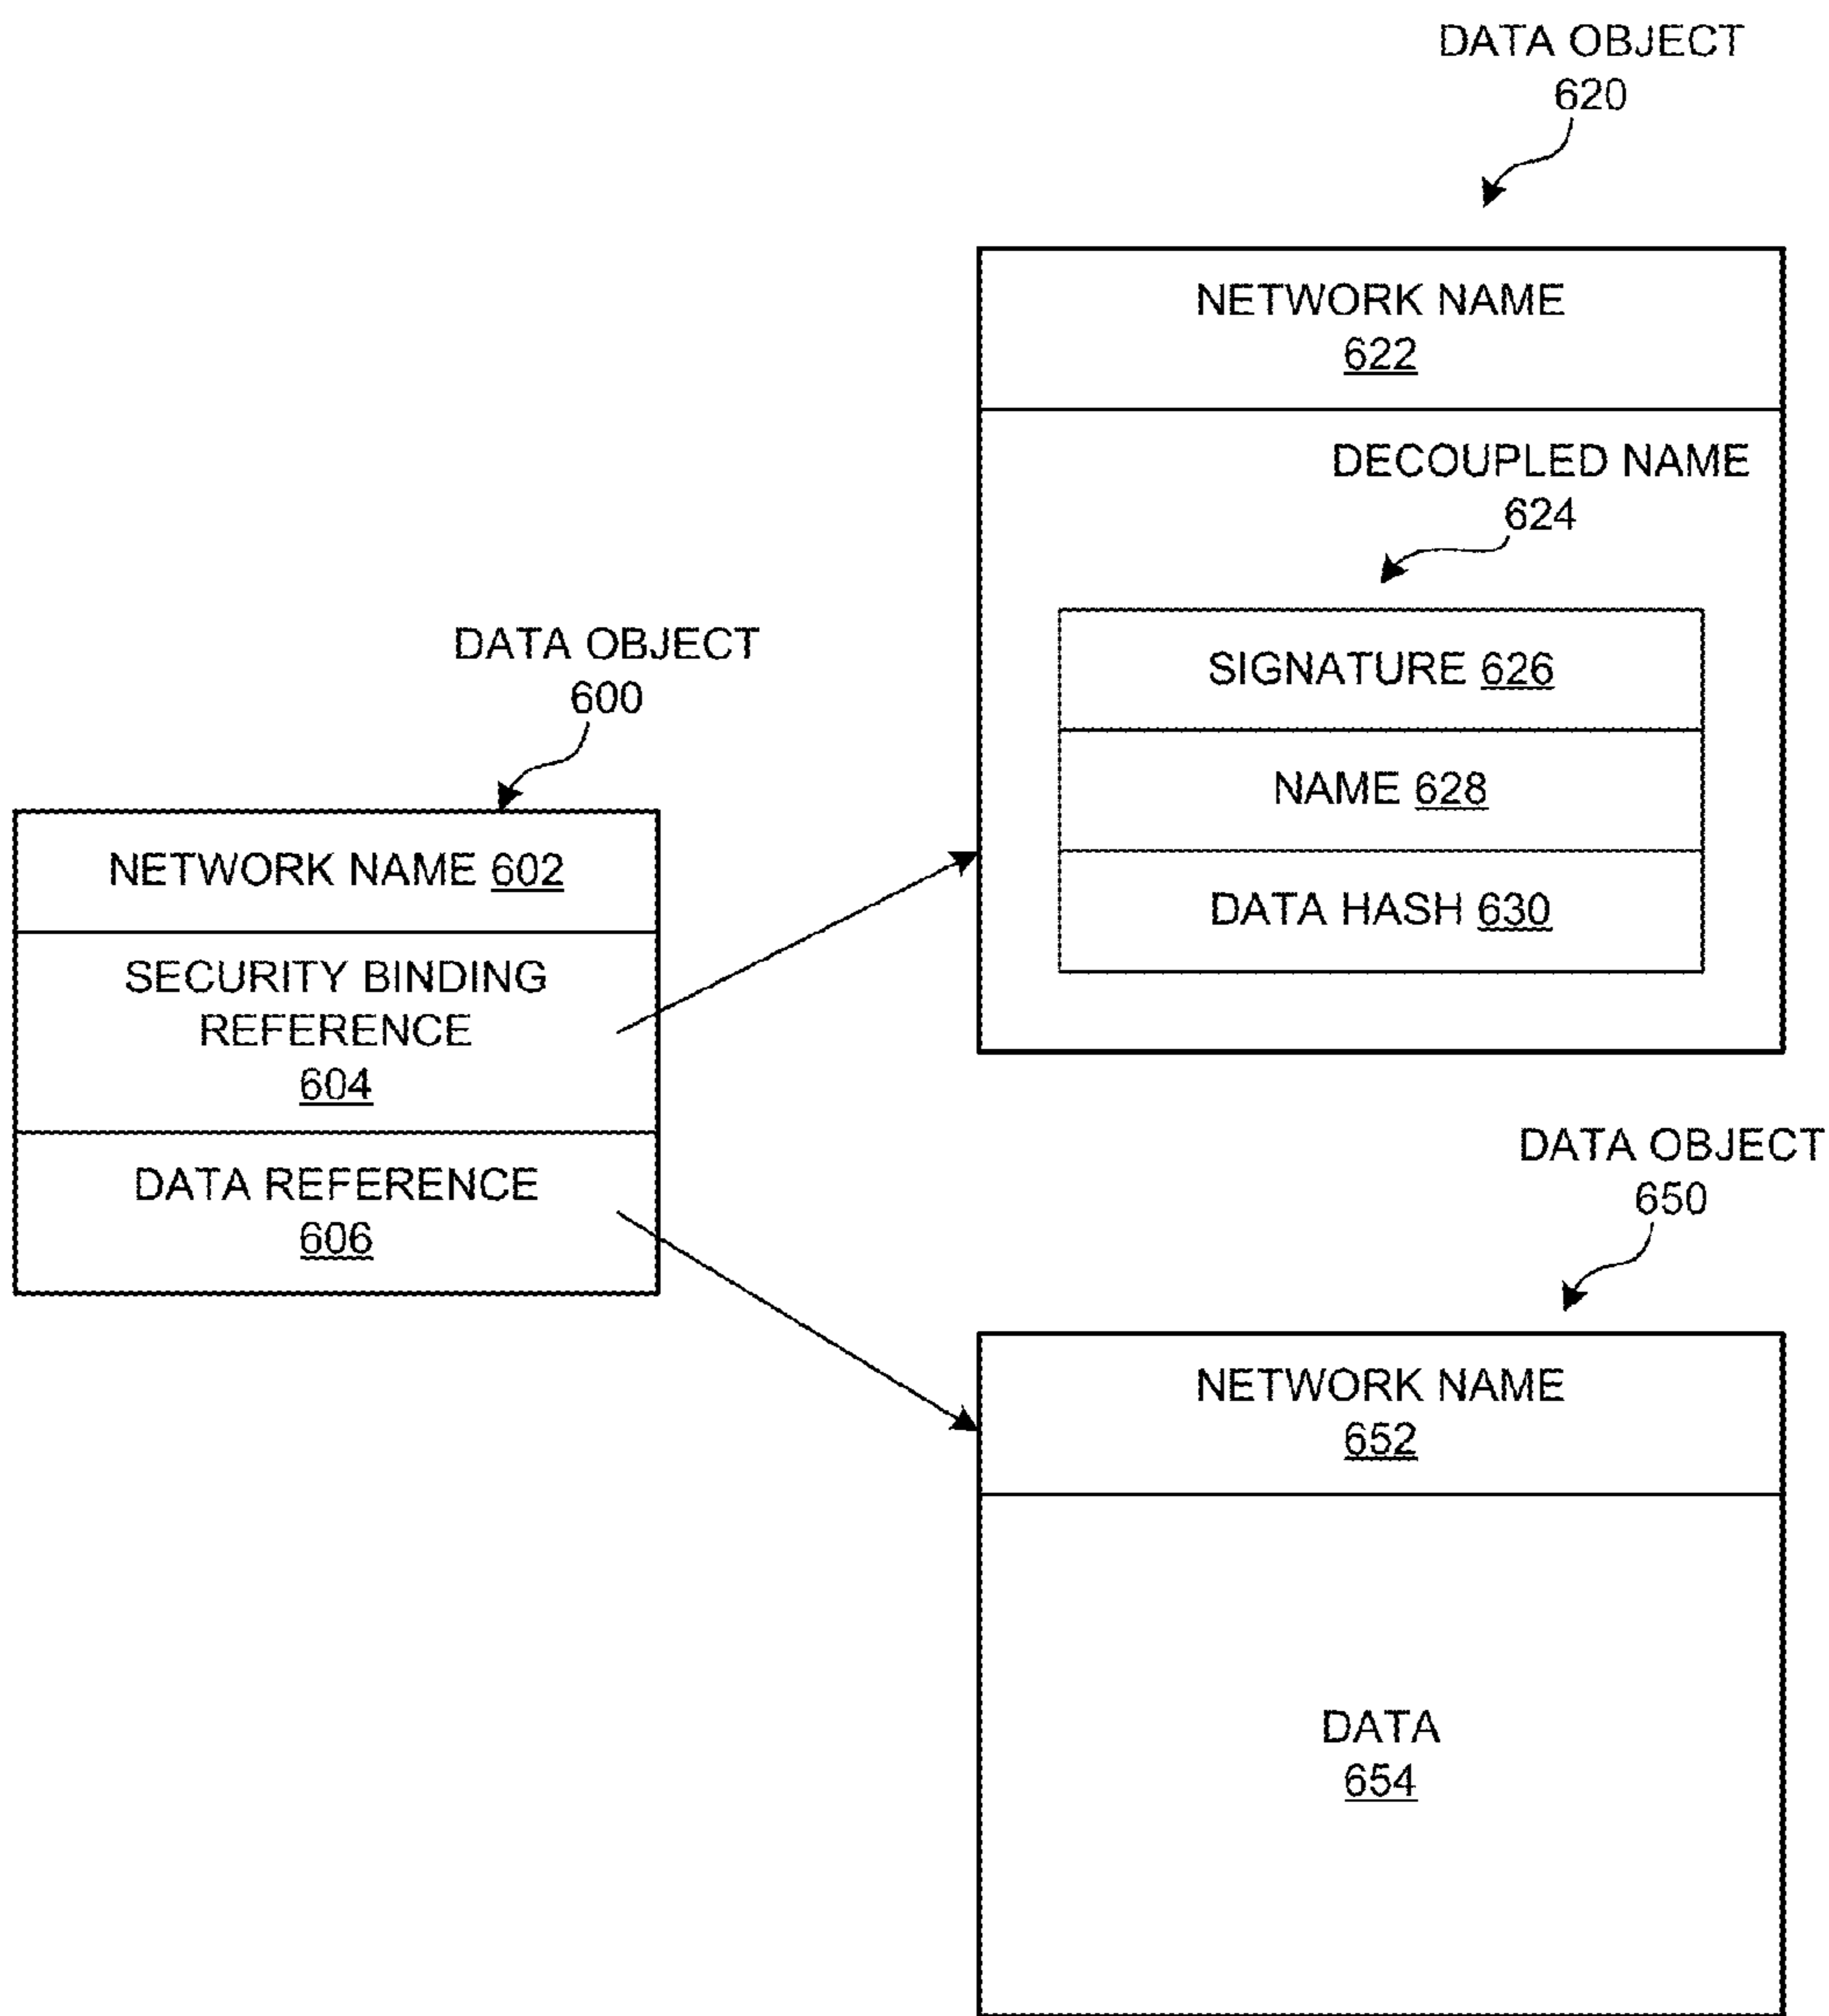 DATA OBJECT
620
NETWORK NAME
622
DECOUPLED NAME
624
SIGNATURE 626
NAME 628
DATA HASH 630
DATA OBJECT
600
NETWORK NAME 602
SECURITY BINDING
REFERENCE
604
DATA REFERENCE
606
DATA OBJECT
650
NETWORK NAME
652
DATA
654